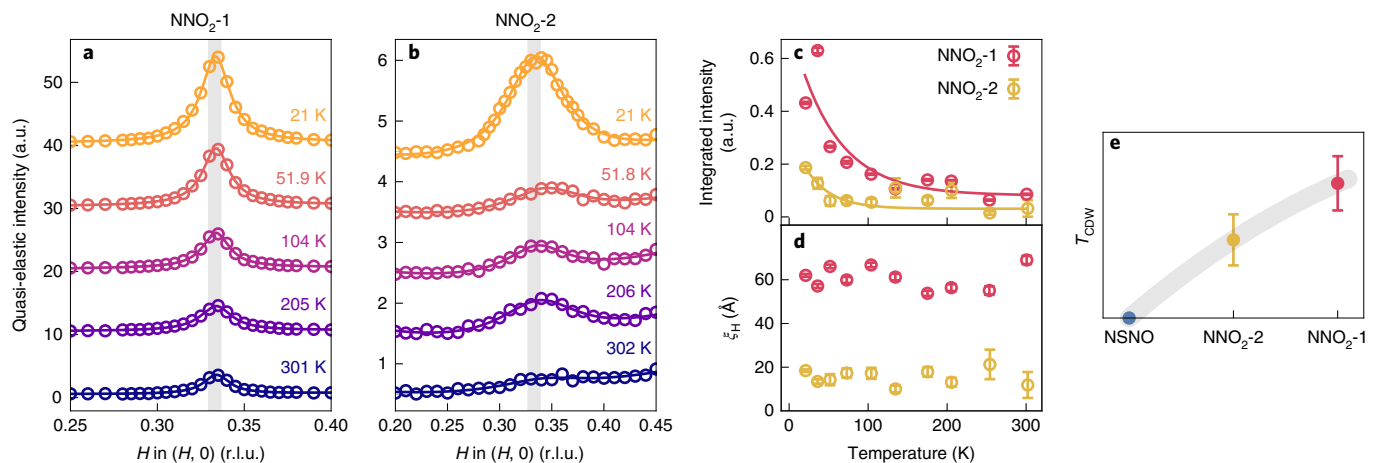 NNO₂-1
NNO₂-2
a
50
40
30
20
10
0
Quasi-elastic intensity (a.u.)
21 K
51.9 K
104 K
205 K
301 K
0.25
0.30
0.35
0.40
H in (H, 0) (r.l.u.)
b
6
5
4
3
2
1
21 K
51.8 K
104 K
206 K
302 K
0.20
0.25
0.30
0.35
0.40
0.45
H in (H, 0) (r.l.u.)
c
NNO₂-1
NNO₂-2
0.6
0.4
0.2
0
Integrated intensity
(a.u.)
d
60
40
20
0
ξH (Å)
0
100
200
300
Temperature (K)
e
TCDW
NSNO
NNO₂-2
NNO₂-1